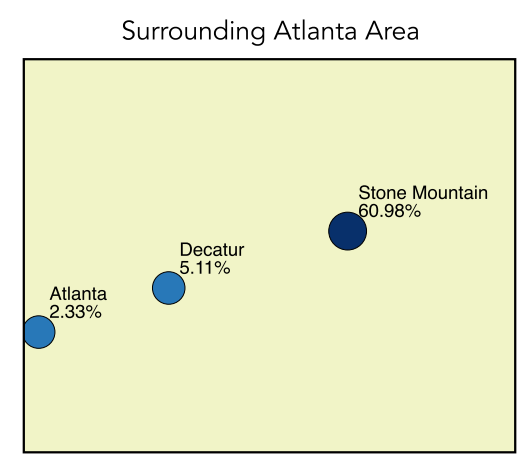 Surrounding Atlanta Area
Stone Mountain
60.98%
Decatur
5.11%
Atlanta
2.33%